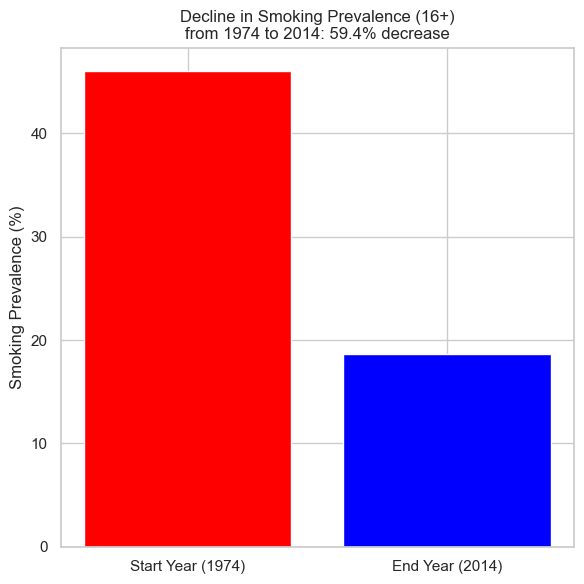 Decline in Smoking Prevalence (16+)
from 1974 to 2014: 59.4% decrease
Smoking Prevalence (%)
40
30
20
10
0
Start Year (1974)
End Year (2014)